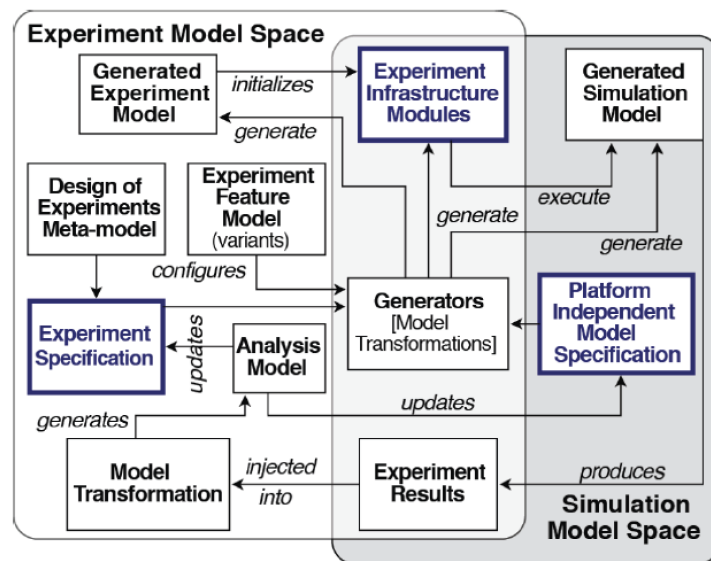 Experiment Model Space
Generated
Experiment
Model
initializes
Experiment
Infrastructure
Modules
Generated
Simulation
Model
generate
Design of
Experiments
Meta-model
Experiment
Feature
Model
(variants)
execute
generate
generate
configures
Experiment
Specification
updates
Analysis
Model
Generators
[Model
Transformations]
Platform
Independent
Model
Specification
generates
updates
Model
Transformation
injected
into
Experiment
Results
produces
Simulation
Model Space